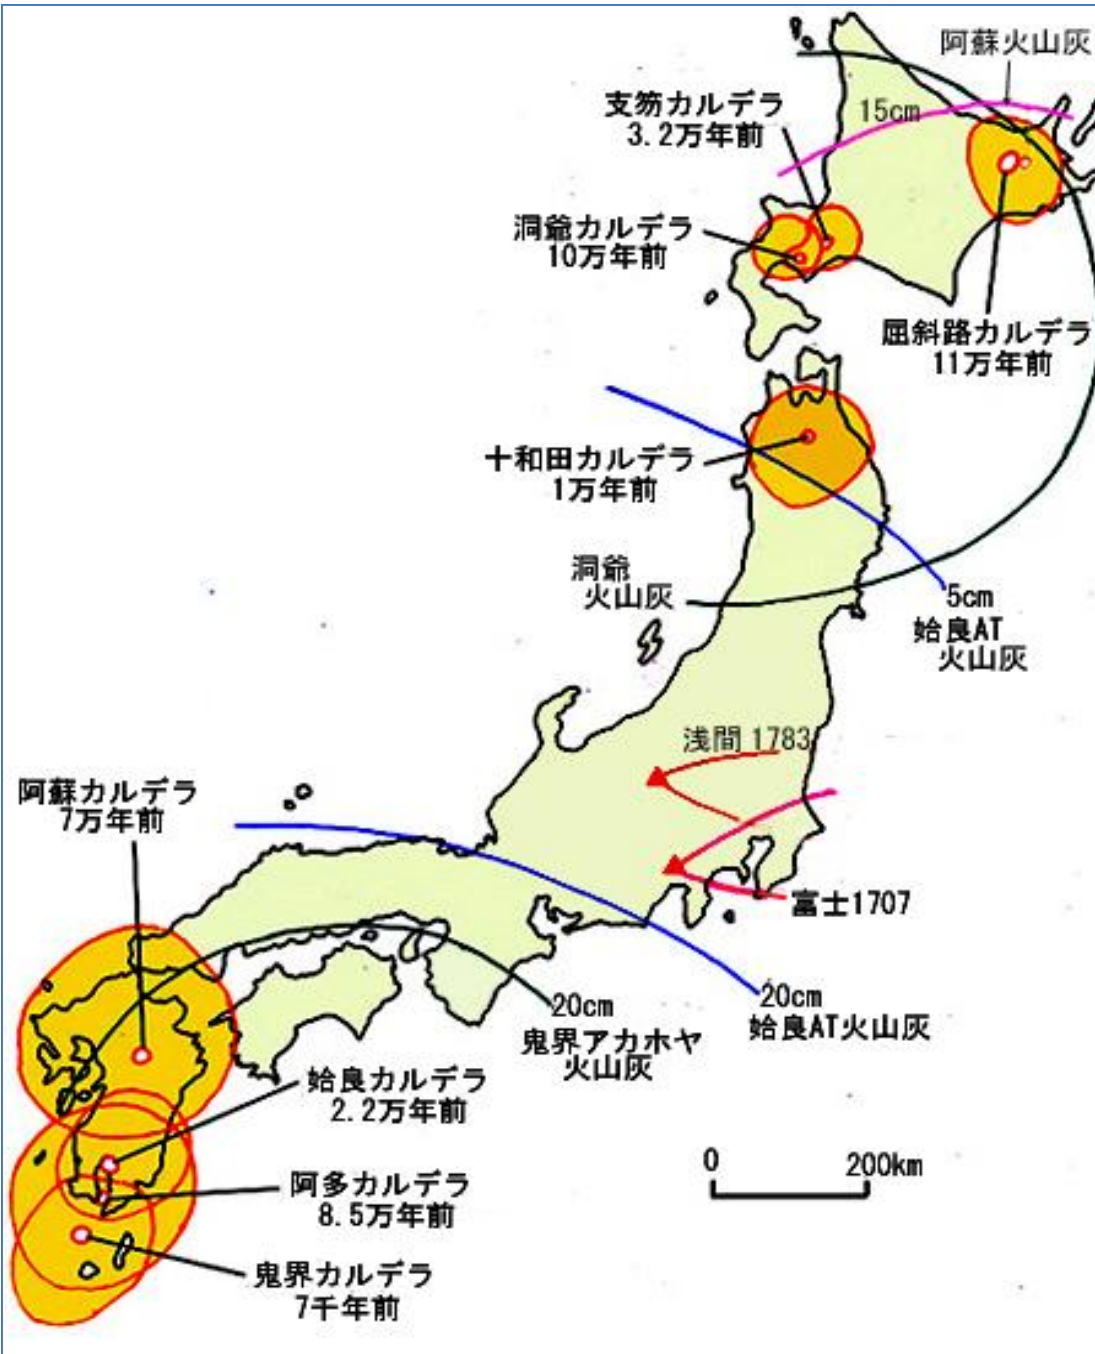 阿蘇火山灰
支笏カルデラ
3.2万年前
15cm
洞爺カルデラ
10万年前
屈斜路カルデラ
11万年前
十和田カルデラ
1万年前
洞爺
火山灰
5cm
姶良AT
火山灰
浅間 1783
阿蘇カルデラ
7万年前
富士1707
20cm
姶良AT火山灰
20cm
鬼界アカホヤ
火山灰
姶良カルデラ
2.2万年前
0 200km
阿多カルデラ
8.5万年前
鬼界カルデラ
7千年前